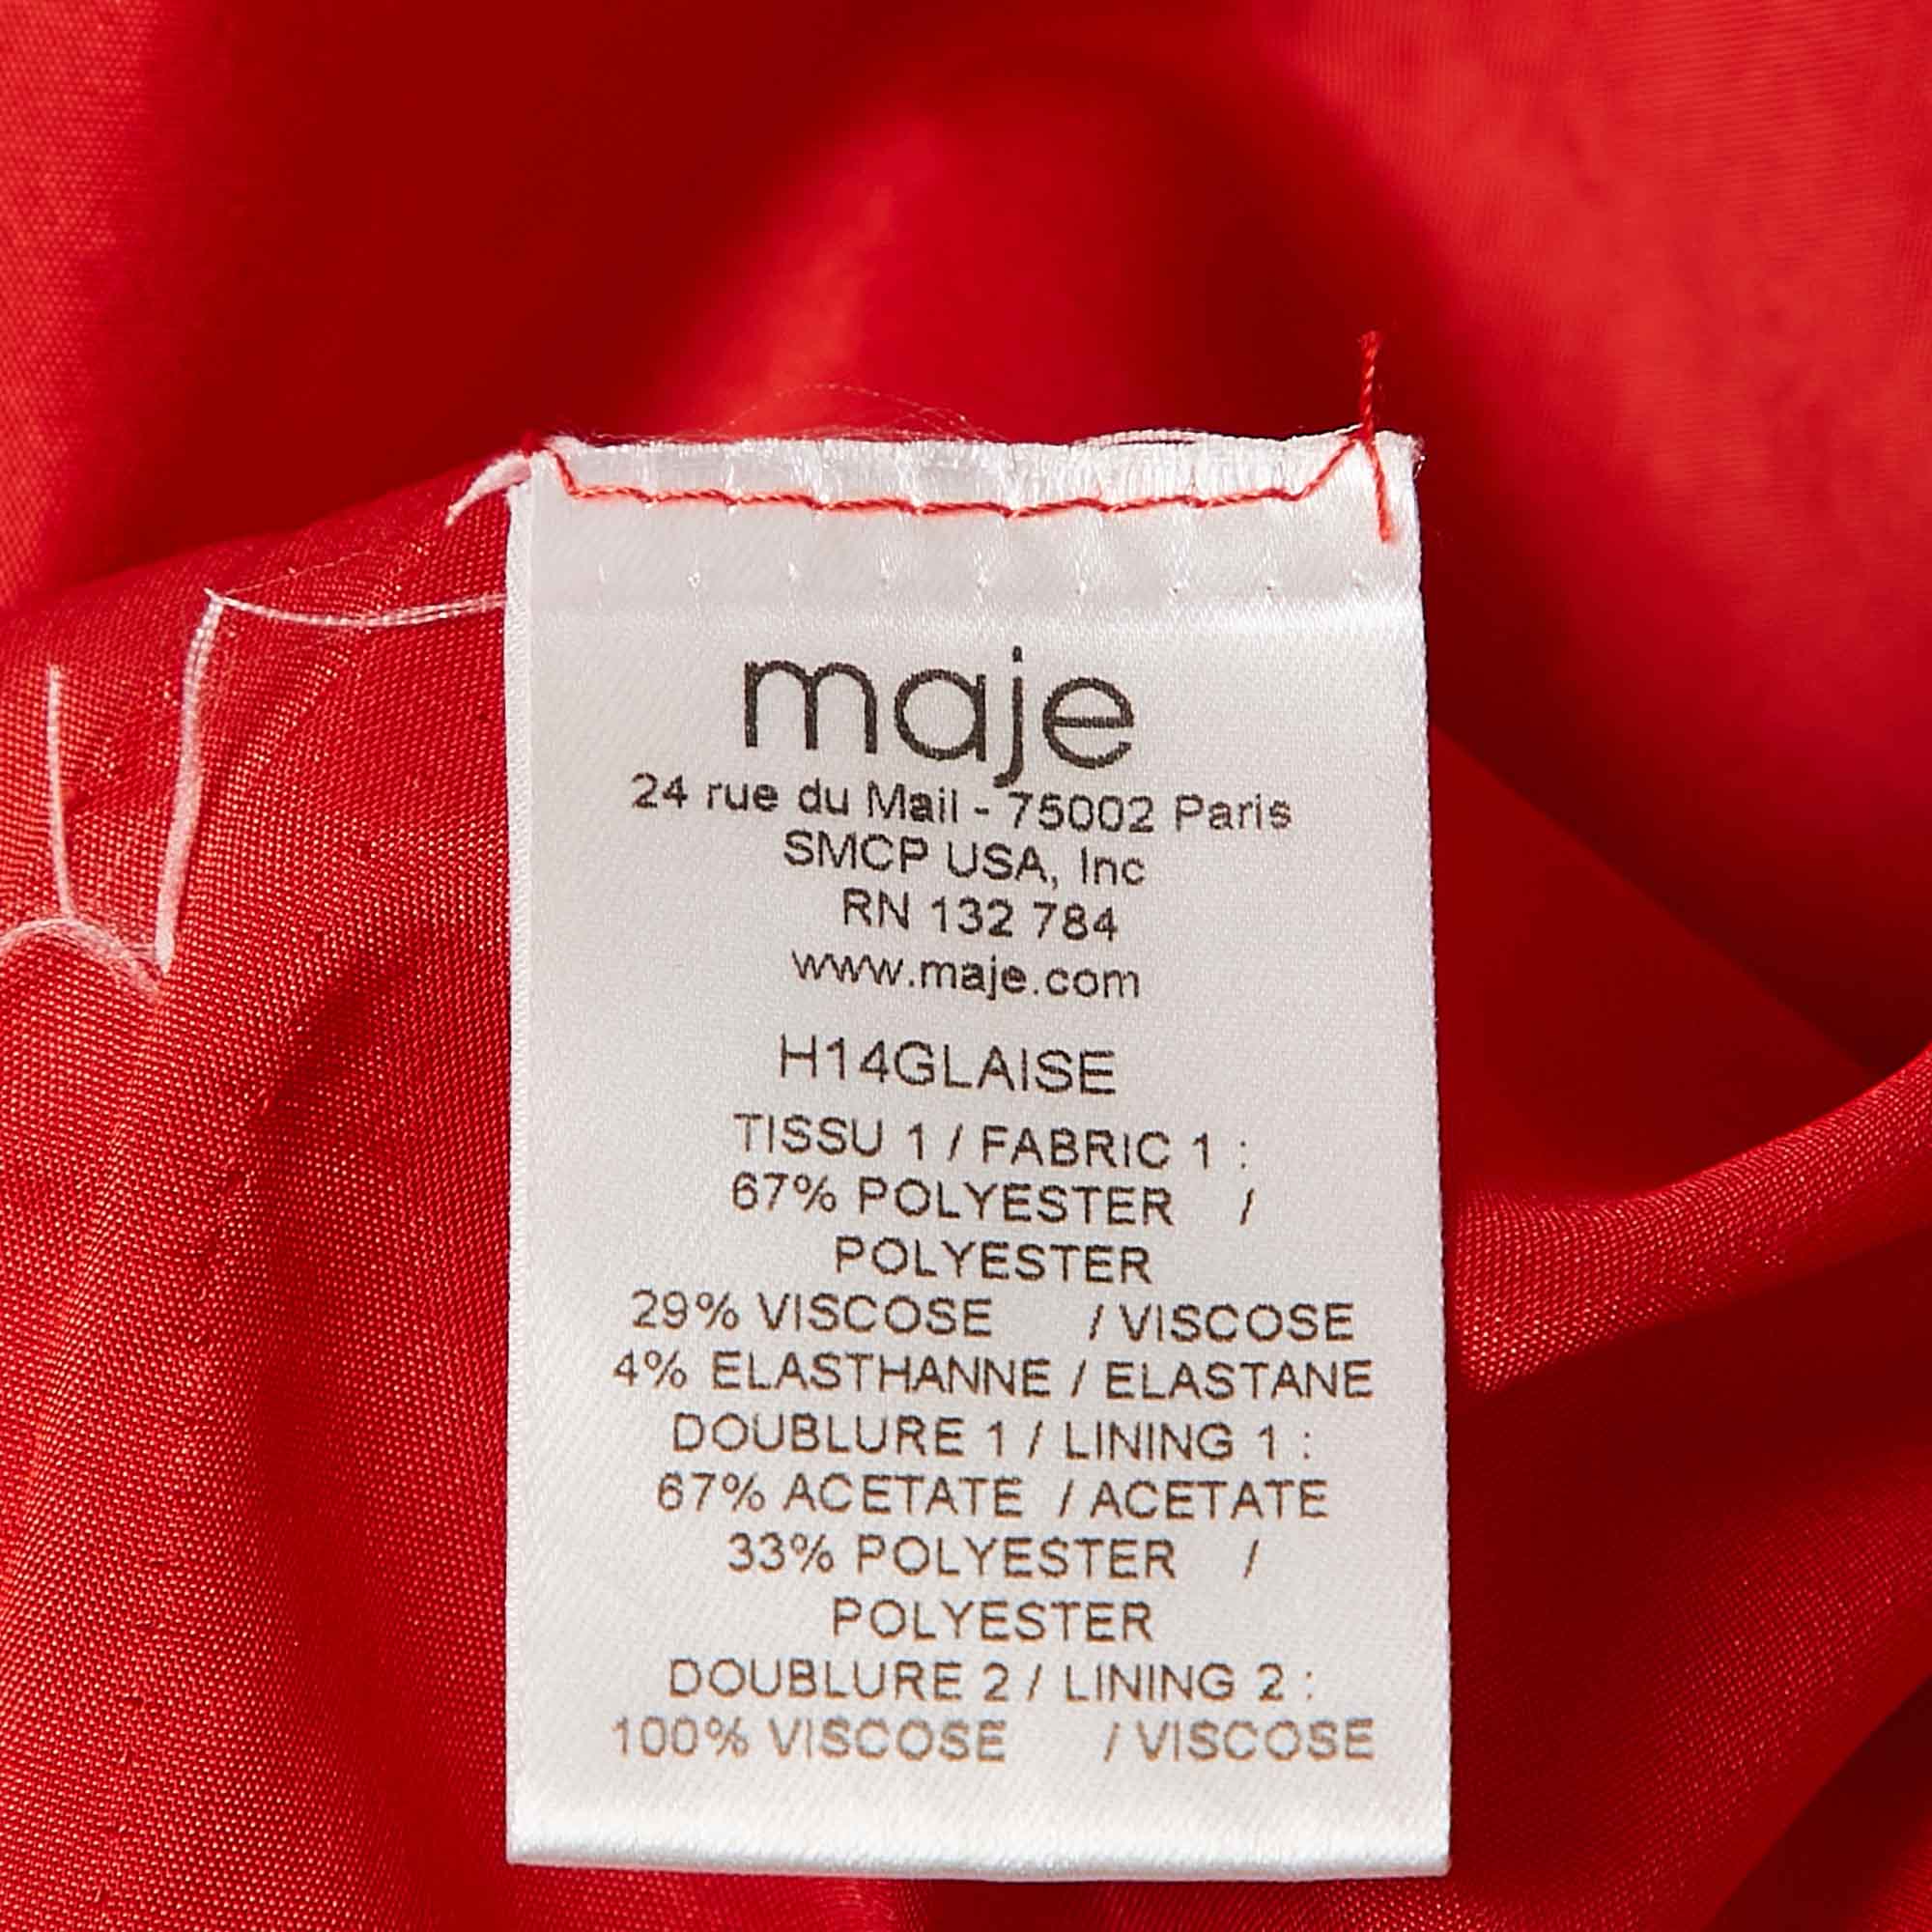 maje
24 rue du Mail - 75002 Paris
SMCP USA, Inc
RN 132 784
www.maje.com
H14GLAISE
TISSU 1 / FABRIC 1 :
67% POLYESTER /
POLYESTER
29% VISCOSE / VISCOSE
4% ELASTHANNE / ELASTANE
DOUBLURE 1 / LINING 1 :
67% ACETATE / ACETATE
33% POLYESTER /
POLYESTER
DOUBLURE 2 / LINING 2 :
100% VISCOSE / VISCOSE